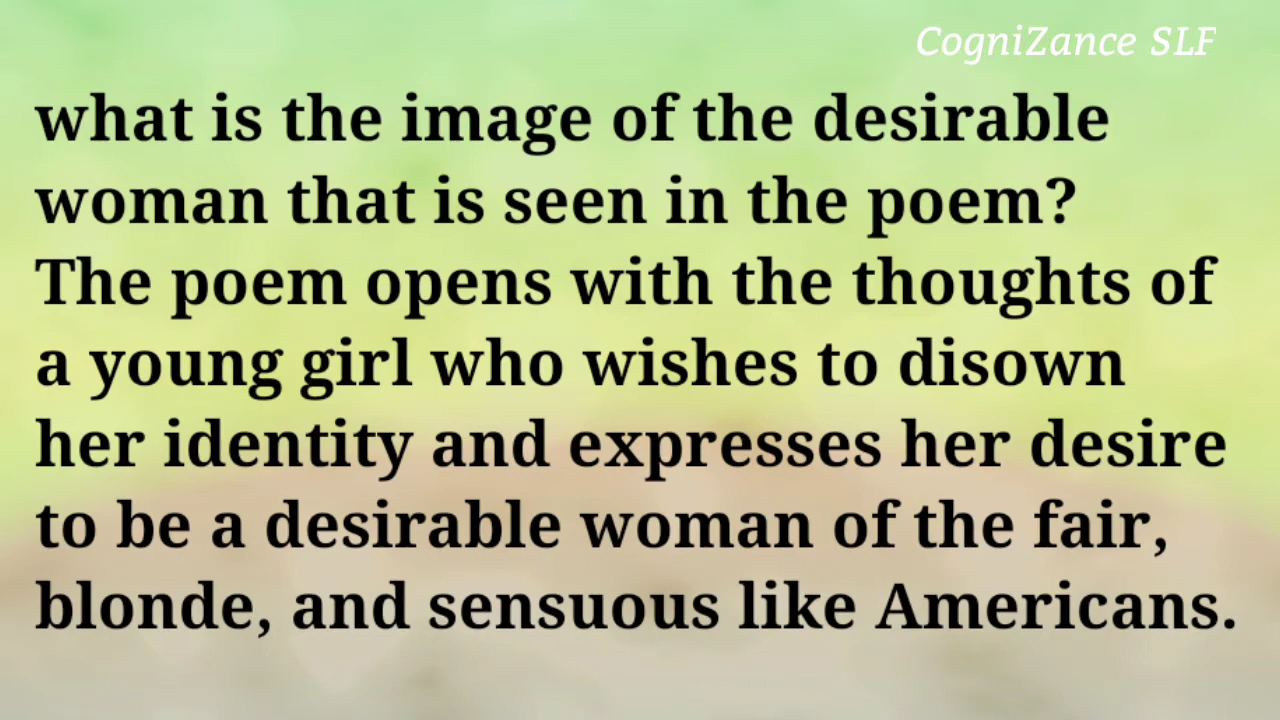 CogniZance SLF
what is the image of the desirable
woman that is seen in the poem?
The poem opens with the thoughts of
a young girl who wishes to disown
her identity and expresses her desire
to be a desirable woman of the fair,
blonde, and sensuous like Americans.